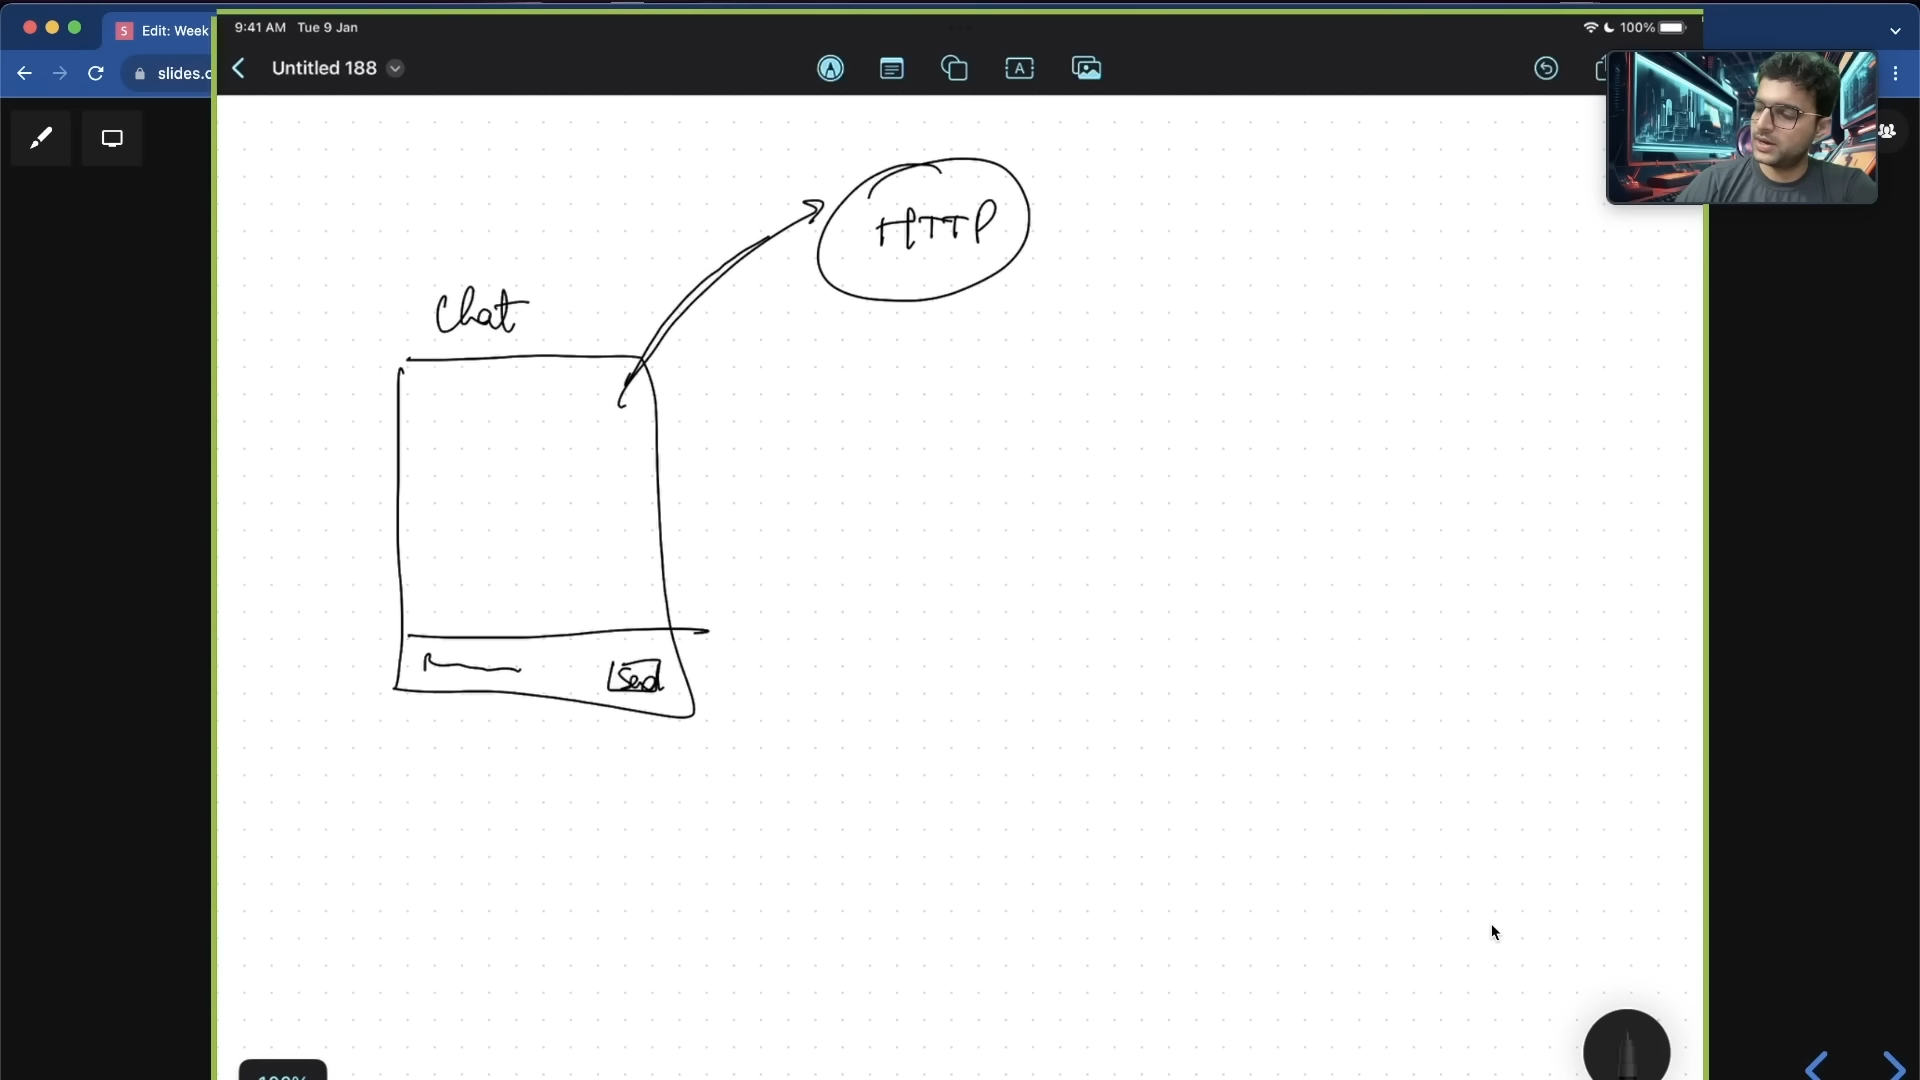 9:41 AM Tue 9 Jan
100%
S Edit: Week
slides.c
Untitled 188
A
HTTP
Chat
Send